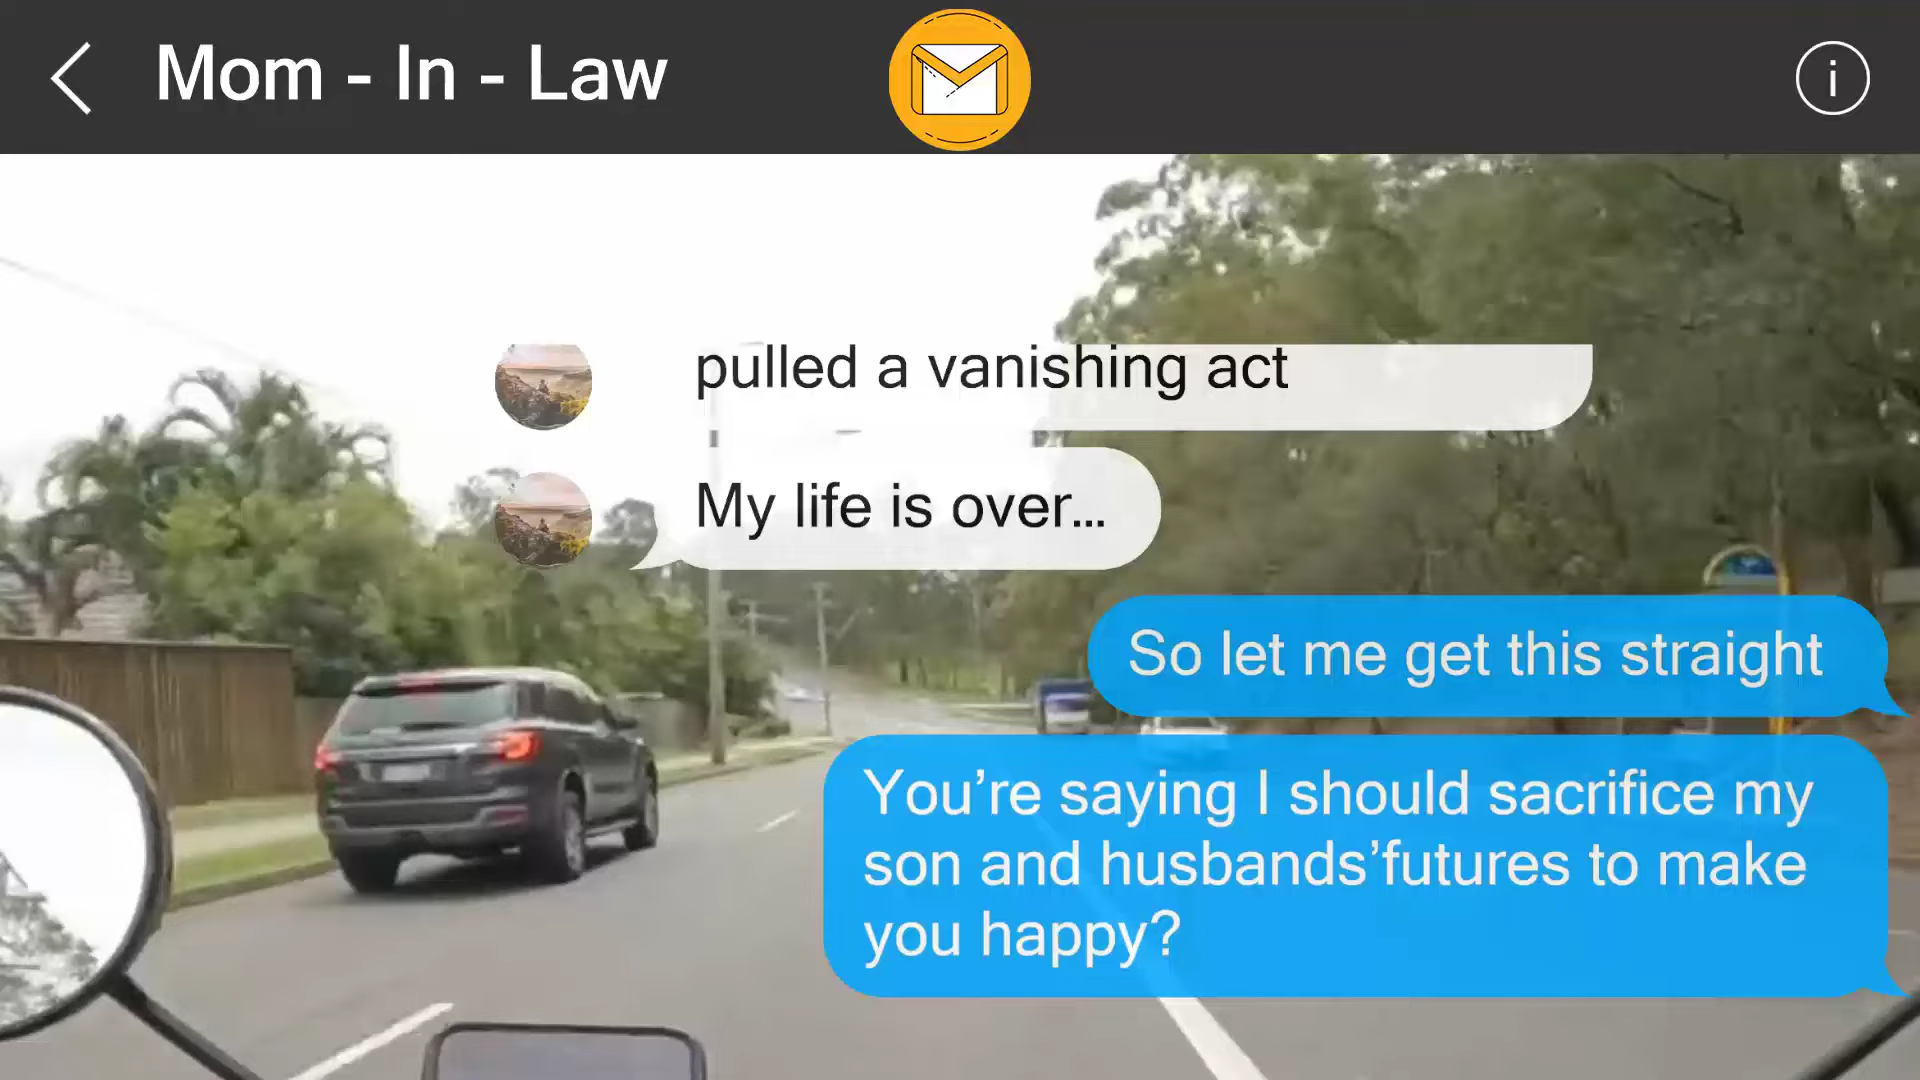 Mom - In - Law
pulled a vanishing act
My life is over...
So let me get this straight
You’re saying I should sacrifice my
son and husbands’futures to make
you happy?